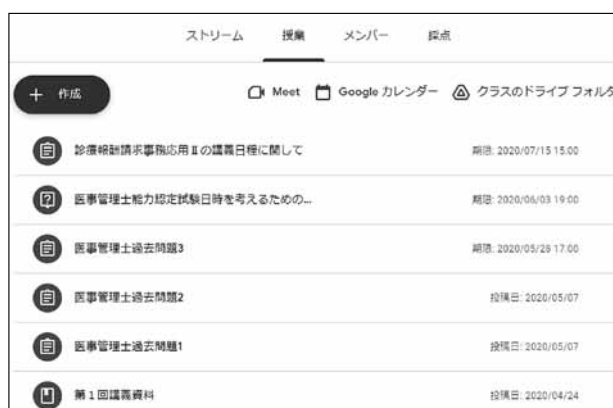 ストリーム 授業 メンバー 採点
+ 作成 Meet Google カレンダー クラスのドライブ フォルダ
診療報酬請求事務応用Ⅱの講義日程に関して 期限: 2020/07/15 15:00
医事管理士能力認定試験日時を考えるための... 期限: 2020/06/03 19:00
医事管理士過去問題3 期限: 2020/05/28 17:00
医事管理士過去問題2 投稿日: 2020/05/07
医事管理士過去問題1 投稿日: 2020/05/07
第1回講義資料 投稿日: 2020/04/24